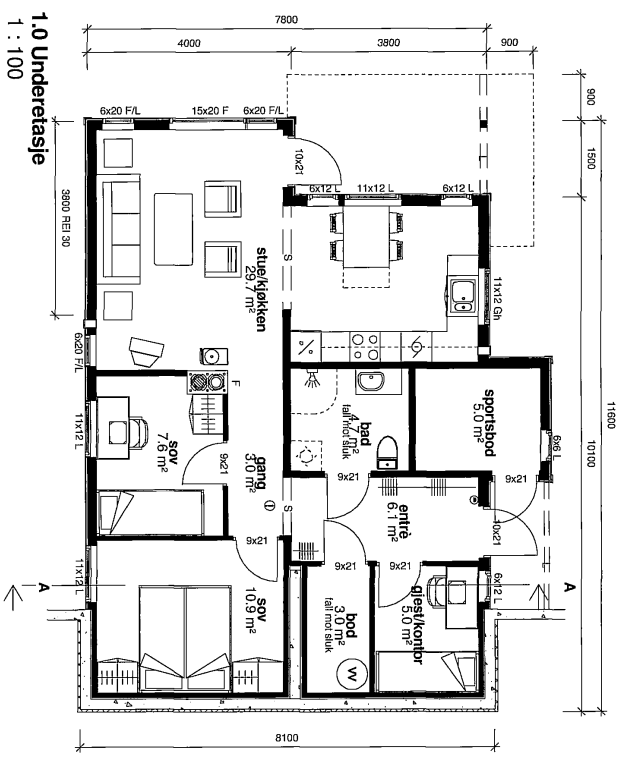 7800
4000
3800
900
1.0 Underetasje
1 : 100
6x20 F/L
15x20 F
6x20 F/L
900
1500
10x21
6x12 L
11x12 L
6x12 L
3800 REI 30
S
stue/kjøkken
29.7 m²
11x12 Gh
6x20 F/L
F
11600
10100
bad
4.7 m²
fall mot sluk
sportsbod
5.0 m²
6x6 L
11x12 L
sov
7.6 m²
9x21
gang
3.0 m²
S
9x21
9x21
entrè
6.1 m²
10x21
9x21
9x21
9x21
11x12 L
A
sov
10.9 m²
bod
3.0 m²
fall mot sluk
gjest/kontor
5.0 m²
6x12 L
A
VV
8100